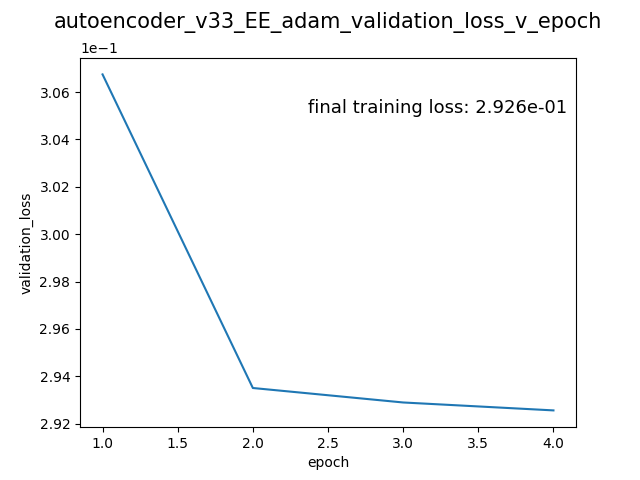 autoencoder_v33_EE_adam_validation_loss_v_epoch
1e−1
final training loss: 2.926e-01
3.06
3.04
3.02
3.00
2.98
2.96
2.94
2.92
validation_loss
1.0 1.5 2.0 2.5 3.0 3.5 4.0
epoch